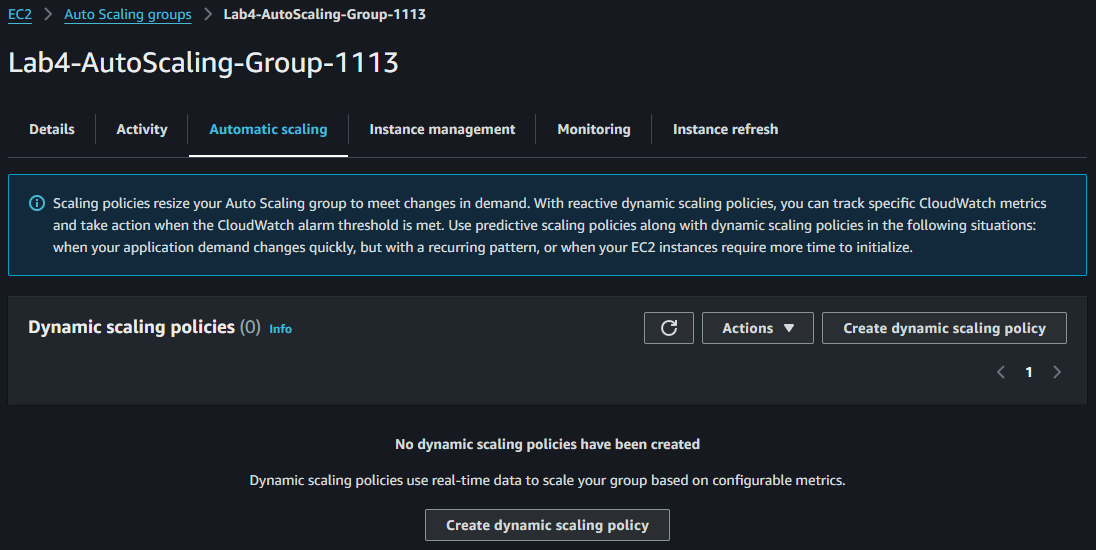 EC2 > Auto Scaling groups > Lab4-AutoScaling-Group-1113
Lab4-AutoScaling-Group-1113
Details Activity Automatic scaling Instance management Monitoring Instance refresh
Scaling policies resize your Auto Scaling group to meet changes in demand. With reactive dynamic scaling policies, you can track specific CloudWatch metrics
and take action when the CloudWatch alarm threshold is met. Use predictive scaling policies along with dynamic scaling policies in the following situations:
when your application demand changes quickly, but with a recurring pattern, or when your EC2 instances require more time to initialize.
Dynamic scaling policies (0) Info Actions Create dynamic scaling policy
1
No dynamic scaling policies have been created
Dynamic scaling policies use real-time data to scale your group based on configurable metrics.
Create dynamic scaling policy